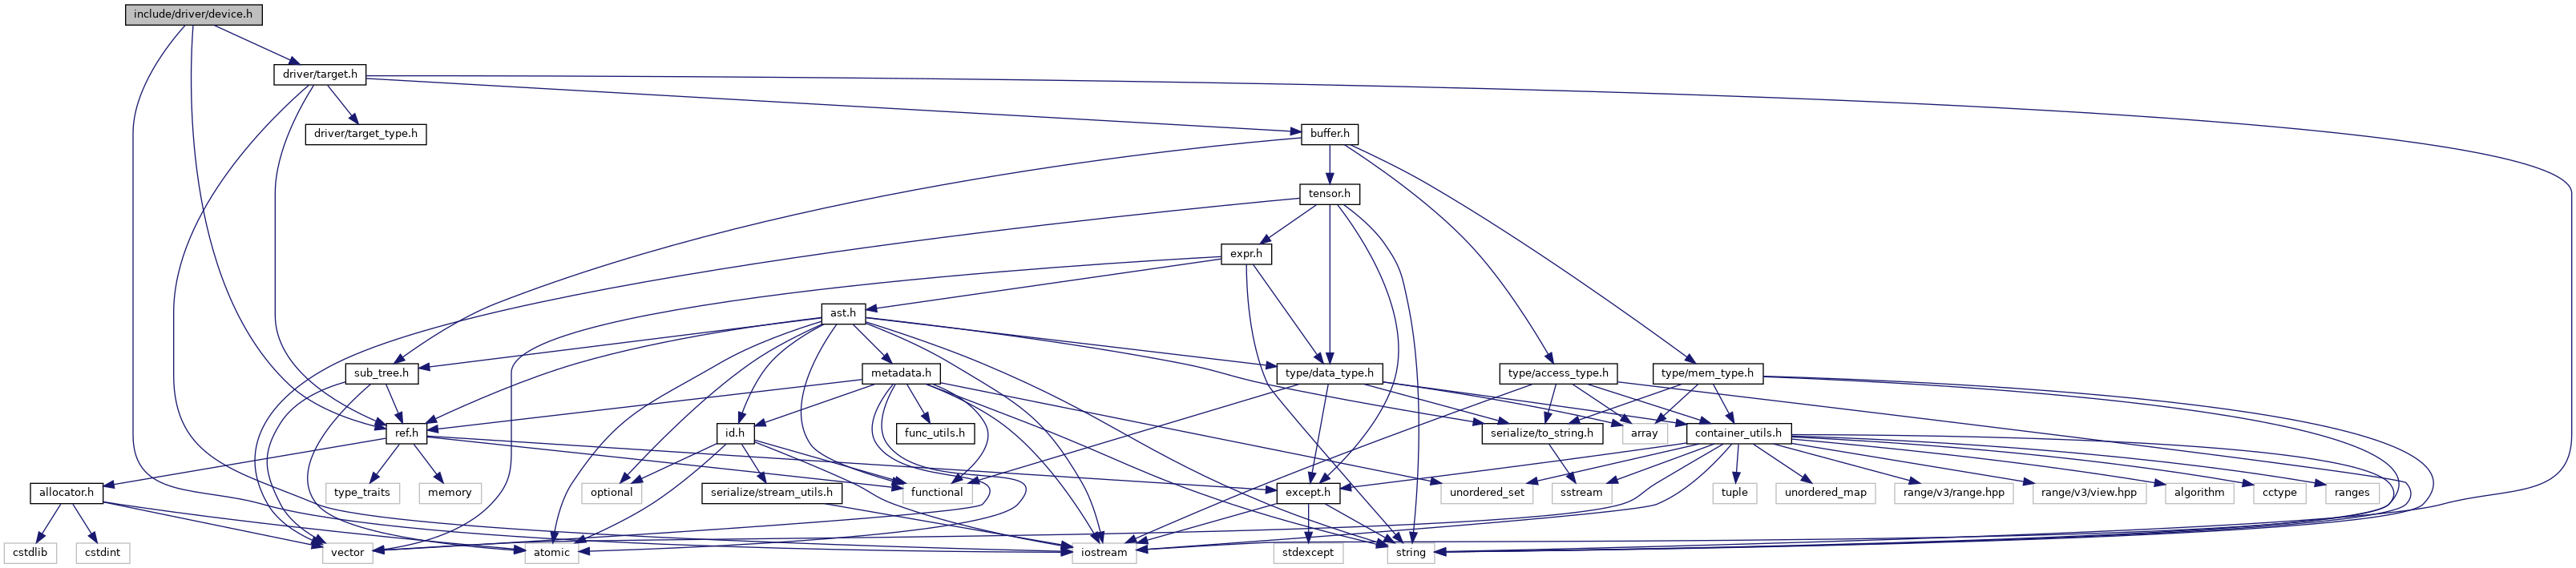 include/driver/device.h
driver/target.h
driver/target_type.h
buffer.h
tensor.h
expr.h
ast.h
sub_tree.h
metadata.h
type/data_type.h
type/access_type.h
type/mem_type.h
ref.h
id.h
func_utils.h
serialize/to_string.h
array
container_utils.h
allocator.h
type_traits
memory
optional
serialize/stream_utils.h
functional
except.h
unordered_set
sstream
tuple
unordered_map
range/v3/range.hpp
range/v3/view.hpp
algorithm
cctype
ranges
cstdlib
cstdint
vector
atomic
iostream
stdexcept
string